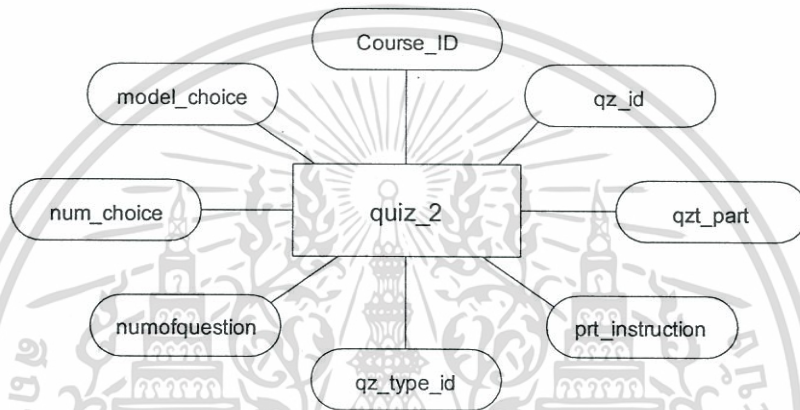 Course_ID
model_choice
qz_id
num_choice
quiz_2
qzt_part
numofquestion
prt_instruction
qz_type_id